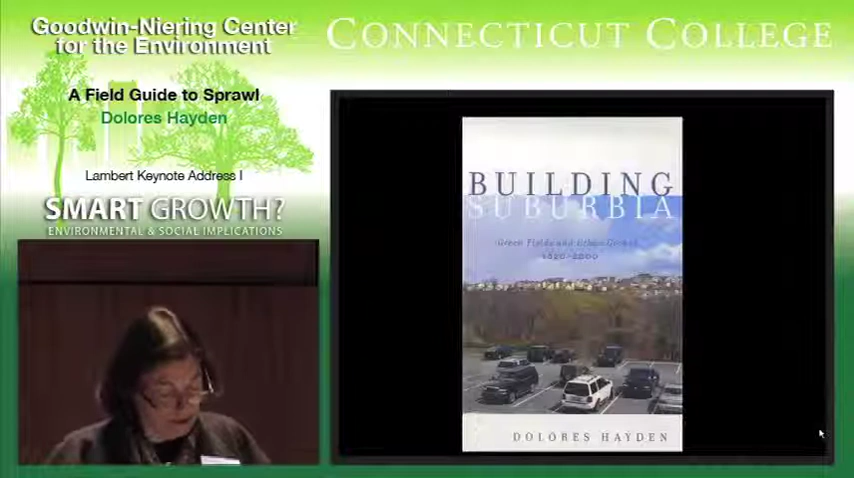 Goodwin-Niering Center
for the Environment
CONNECTICUT COLLEGE
A Field Guide to Sprawl
Dolores Hayden
Lambert Keynote Address I
SMART GROWTH?
ENVIRONMENTAL & SOCIAL IMPLICATIONS
BUILDING
SUBURBIA
Green Fields and Urban Growth
1820-2000
DOLORES HAYDEN